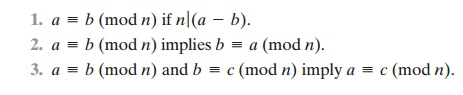 1. a ≡ b (mod n) if n|(a − b).
2. a ≡ b (mod n) implies b ≡ a (mod n).
3. a ≡ b (mod n) and b ≡ c (mod n) imply a ≡ c (mod n).